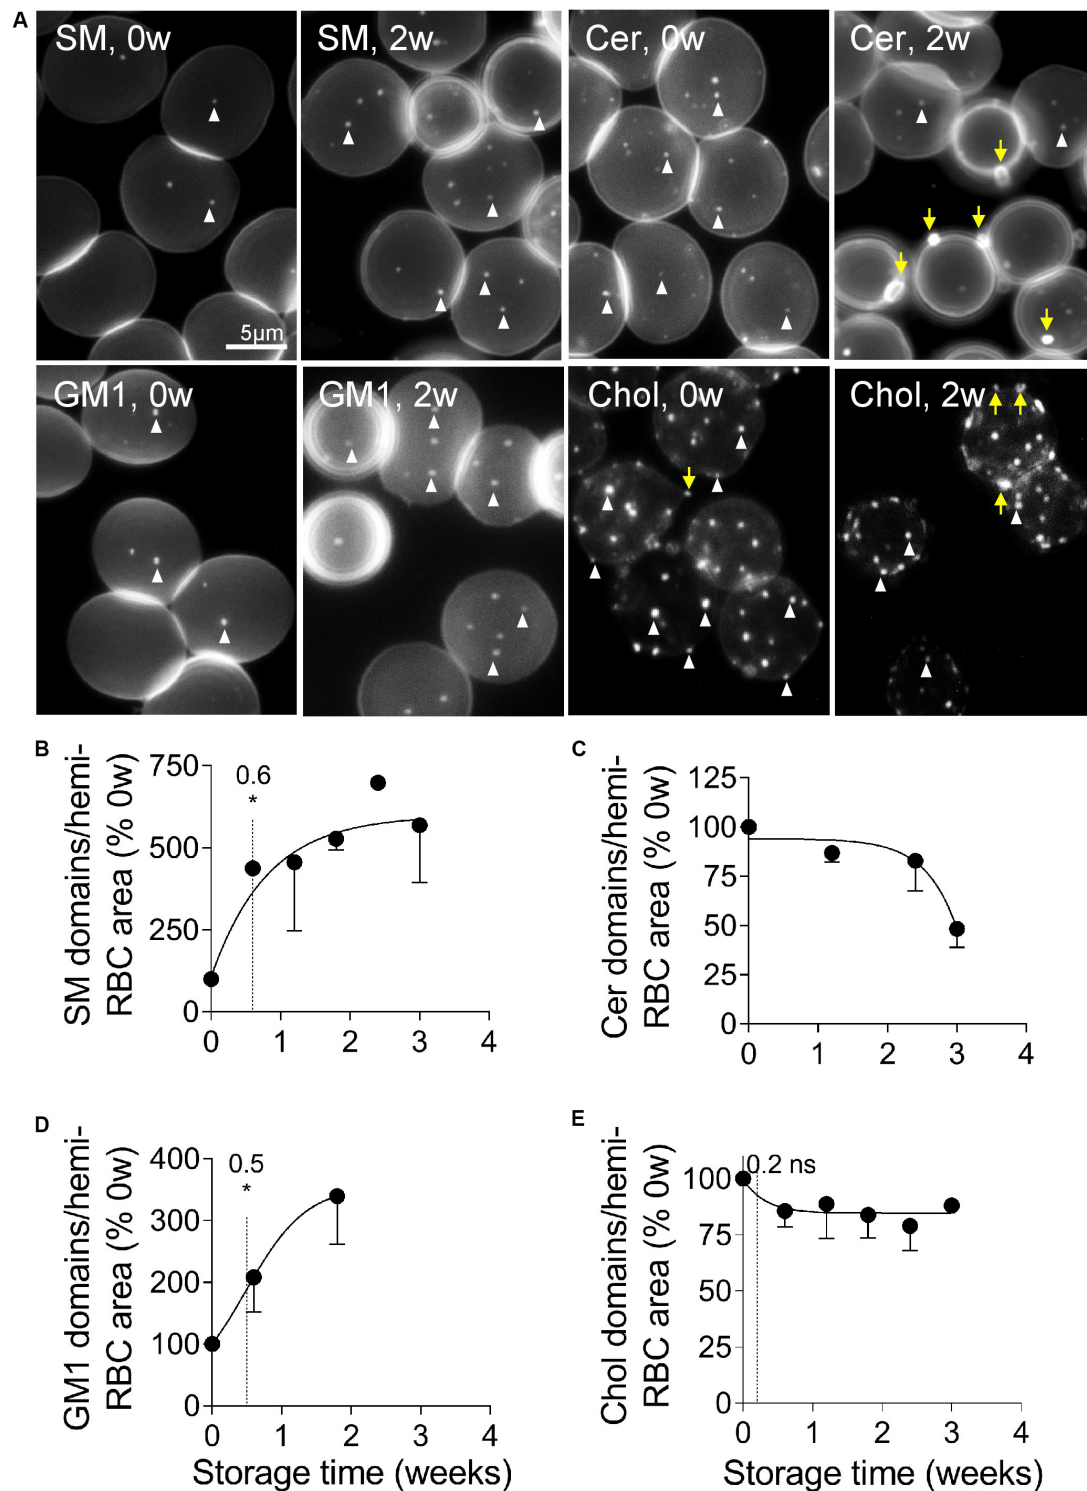 A
SM, 0w
SM, 2w
Cer, 0w
Cer, 2w
5µm
GM1, 0w
GM1, 2w
Chol, 0w
Chol, 2w
B
SM domains/hemi-
RBC area (% 0w)
750
500
250
0
0.6
*
0 1 2 3 4
C
Cer domains/hemi-
RBC area (% 0w)
125
100
75
50
25
0
0 1 2 3 4
D
GM1 domains/hemi-
RBC area (% 0w)
400
300
200
100
0
0.5
*
0 2 4
Storage time (weeks)
E
Chol domains/hemi-
RBC area (% 0w)
100
75
50
25
0
0.2 ns
0 1 2 3 4
Storage time (weeks)